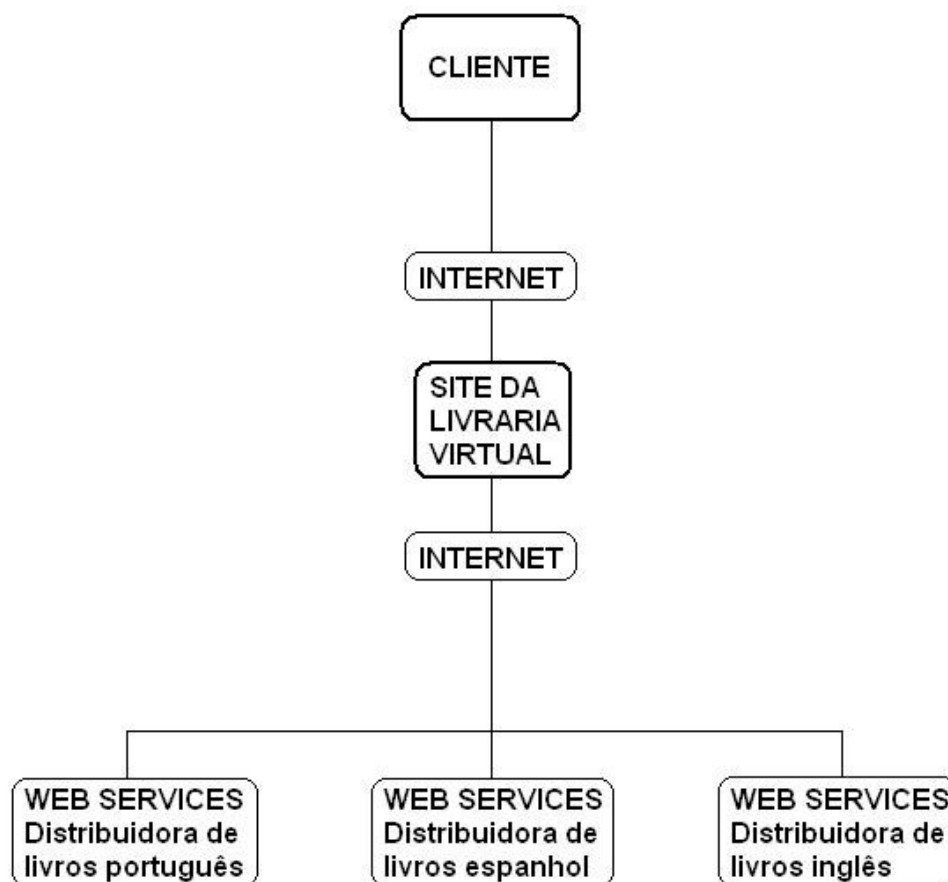 CLIENTE
INTERNET
SITE DA
LIVRARIA
VIRTUAL
INTERNET
WEB SERVICES
Distribuidora de
livros português
WEB SERVICES
Distribuidora de
livros espanhol
WEB SERVICES
Distribuidora de
livros inglês